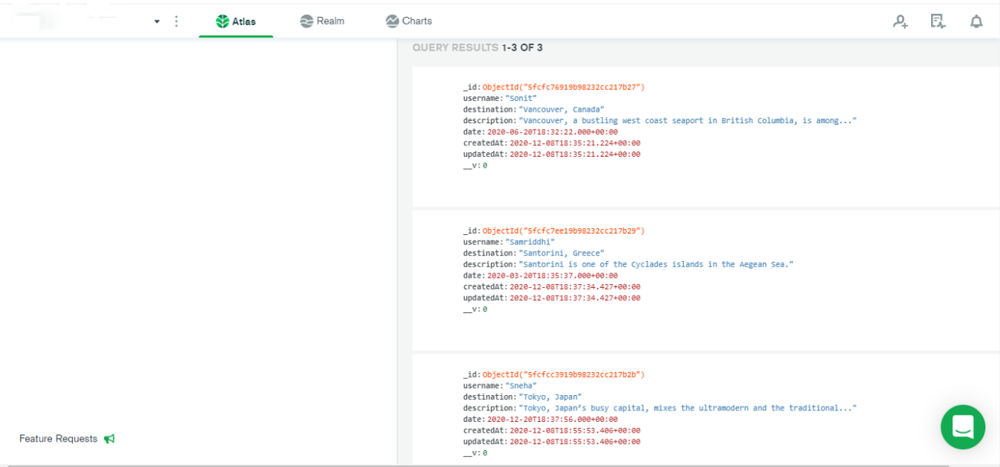 Atlas
Realm
Charts
QUERY RESULTS 1-3 OF 3
_id: ObjectId("5fcfc76919b98232cc217b27")
username: "Sonit"
destination: "Vancouver, Canada"
description: "Vancouver, a bustling west coast seaport in British Columbia, is among..."
date: 2020-06-20T18:32:22.000+00:00
createdAt: 2020-12-08T18:35:21.224+00:00
updatedAt: 2020-12-08T18:35:21.224+00:00
__v: 0
_id: ObjectId("5fcfc7ee19b98232cc217b29")
username: "Samriddhi"
destination: "Santorini, Greece"
description: "Santorini is one of the Cyclades islands in the Aegean Sea."
date: 2020-03-20T18:35:37.000+00:00
createdAt: 2020-12-08T18:37:34.427+00:00
updatedAt: 2020-12-08T18:37:34.427+00:00
__v: 0
_id: ObjectId("5fcfcc3919b98232cc217b2b")
username: "Sneha"
destination: "Tokyo, Japan"
description: "Tokyo, Japan’s busy capital, mixes the ultramodern and the traditional..."
date: 2020-12-20T18:37:56.000+00:00
createdAt: 2020-12-08T18:55:53.406+00:00
updatedAt: 2020-12-08T18:55:53.406+00:00
__v: 0
Feature Requests